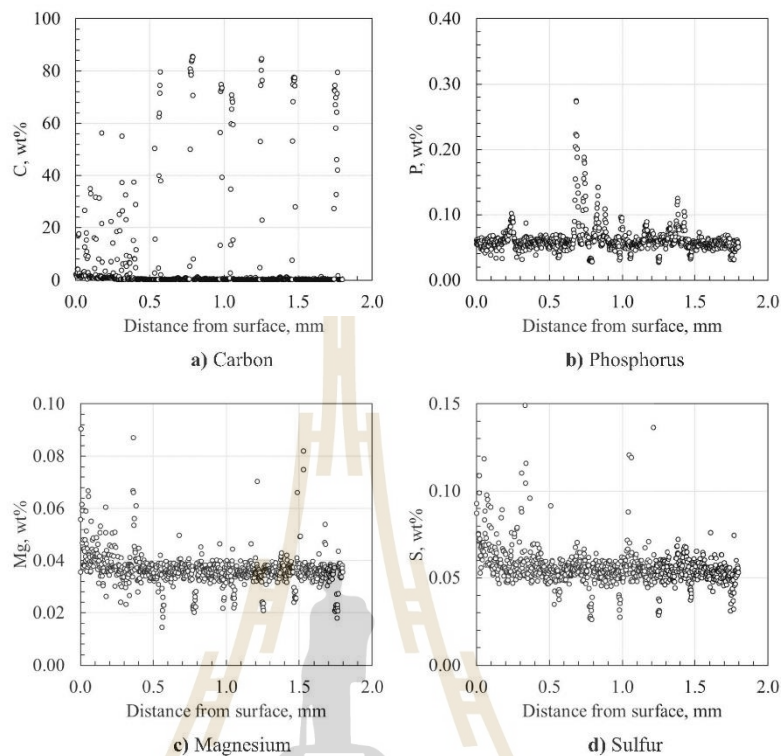 C, wt%
100
80
60
40
20
0
0.0 0.5 1.0 1.5 2.0
Distance from surface, mm
a) Carbon
P, wt%
0.40
0.30
0.20
0.10
0.00
0.0 0.5 1.0 1.5 2.0
Distance from surface, mm
b) Phosphorus
Mg, wt%
0.10
0.08
0.06
0.04
0.02
0.00
0.0 0.5 1.0 1.5 2.0
Distance from surface, mm
c) Magnesium
S, wt%
0.15
0.10
0.05
0.00
0.0 0.5 1.0 1.5 2.0
Distance from surface, mm
d) Sulfur